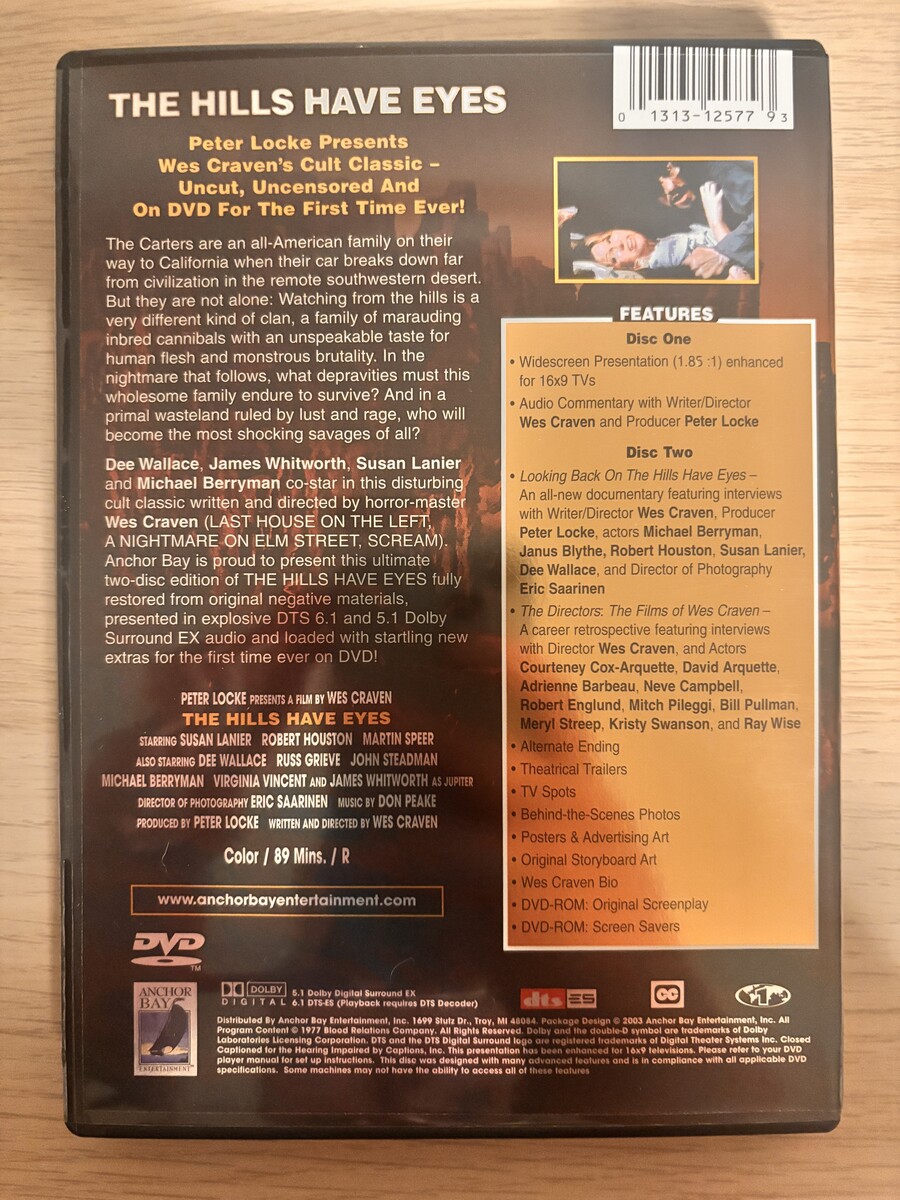 THE HILLS HAVE EYES
0 1313-12577 9 3
Peter Locke Presents
Wes Craven's Cult Classic –
Uncut, Uncensored And
On DVD For The First Time Ever!
The Carters are an all-American family on their
way to California when their car breaks down far
from civilization in the remote southwestern desert.
But they are not alone: Watching from the hills is a
very different kind of clan, a family of marauding
inbred cannibals with an unspeakable taste for
human flesh and monstrous brutality. In the
nightmare that follows, what depravities must this
wholesome family endure to survive? And in a
primal wasteland ruled by lust and rage, who will
become the most shocking savages of all?
Dee Wallace, James Whitworth, Susan Lanier
and Michael Berryman co-star in this disturbing
cult classic written and directed by horror-master
Wes Craven (LAST HOUSE ON THE LEFT,
A NIGHTMARE ON ELM STREET, SCREAM).
Anchor Bay is proud to present this ultimate
two-disc edition of THE HILLS HAVE EYES fully
restored from original negative materials,
presented in explosive DTS 6.1 and 5.1 Dolby
Surround EX audio and loaded with startling new
extras for the first time ever on DVD!
PETER LOCKE PRESENTS A FILM BY WES CRAVEN
THE HILLS HAVE EYES
STARRING SUSAN LANIER ROBERT HOUSTON MARTIN SPEER
ALSO STARRING DEE WALLACE RUSS GRIEVE JOHN STEADMAN
MICHAEL BERRYMAN VIRGINIA VINCENT AND JAMES WHITWORTH AS JUPITER
DIRECTOR OF PHOTOGRAPHY ERIC SAARINEN MUSIC BY DON PEAKE
PRODUCED BY PETER LOCKE WRITTEN AND DIRECTED BY WES CRAVEN
Color / 89 Mins. / R
www.anchorbayentertainment.com
FEATURES
Disc One
• Widescreen Presentation (1.85 :1) enhanced
for 16x9 TVs
• Audio Commentary with Writer/Director
Wes Craven and Producer Peter Locke
Disc Two
• Looking Back On The Hills Have Eyes –
An all-new documentary featuring interviews
with Writer/Director Wes Craven, Producer
Peter Locke, actors Michael Berryman,
Janus Blythe, Robert Houston, Susan Lanier,
Dee Wallace, and Director of Photography
Eric Saarinen
• The Directors: The Films of Wes Craven –
A career retrospective featuring interviews
with Director Wes Craven, and Actors
Courteney Cox-Arquette, David Arquette,
Adrienne Barbeau, Neve Campbell,
Robert Englund, Mitch Pileggi, Bill Pullman,
Meryl Streep, Kristy Swanson, and Ray Wise
• Alternate Ending
• Theatrical Trailers
• TV Spots
• Behind-the-Scenes Photos
• Posters & Advertising Art
• Original Storyboard Art
• Wes Craven Bio
• DVD-ROM: Original Screenplay
• DVD-ROM: Screen Savers
DVD
TM
ANCHOR
BAY
ENTERTAINMENT
DOLBY
DIGITAL
5.1 Dolby Digital Surround EX
6.1 DTS-ES (Playback requires DTS Decoder)
dts ES
CC
1
Distributed By Anchor Bay Entertainment, Inc. 1699 Stutz Dr., Troy, MI 48084. Package Design © 2003 Anchor Bay Entertainment, Inc. All
Program Content © 1977 Blood Relations Company. All Rights Reserved. Dolby and the double-D symbol are trademarks of Dolby
Laboratories Licensing Corporation. DTS and the DTS Digital Surround logo are registered trademarks of Digital Theater Systems Inc. Closed
Captioned for the Hearing Impaired by Captions, Inc. This presentation has been enhanced for 16x9 televisions. Please refer to your DVD
player manual for set up instructions. This disc was designed with many advanced features and is in compliance with all applicable DVD
specifications. Some machines may not have the ability to access all of these features